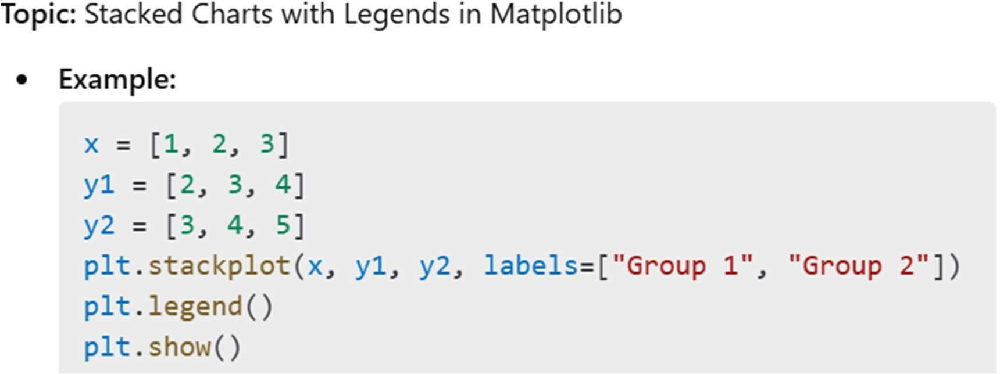 Topic: Stacked Charts with Legends in Matplotlib
• Example:
x = [1, 2, 3]
y1 = [2, 3, 4]
y2 = [3, 4, 5]
plt.stackplot(x, y1, y2, labels=["Group 1", "Group 2"])
plt.legend()
plt.show()